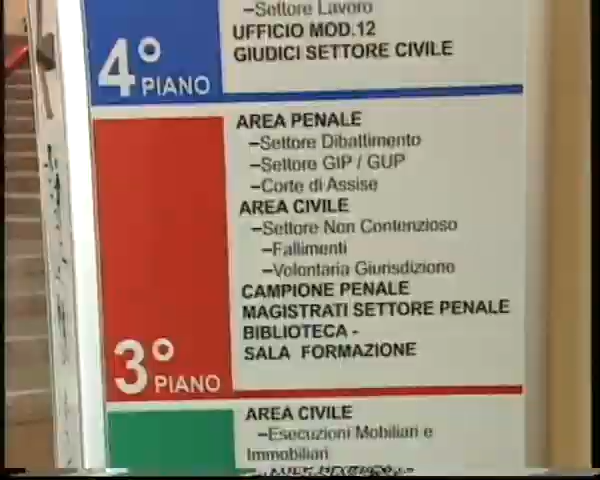 –Settore Lavoro
UFFICIO MOD.12
GIUDICI SETTORE CIVILE
4° PIANO
AREA PENALE
–Settore Dibattimento
–Settore GIP / GUP
–Corte di Assise
AREA CIVILE
–Settore Non Contenzioso
–Fallimenti
–Volontaria Giurisdizione
CAMPIONE PENALE
MAGISTRATI SETTORE PENALE
BIBLIOTECA -
SALA FORMAZIONE
3° PIANO
AREA CIVILE
–Esecuzioni Mobiliari e
Immobiliari